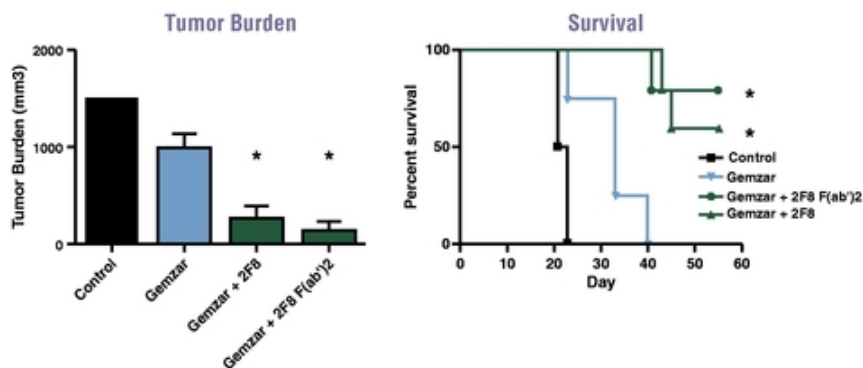 Tumor Burden
2000
1000
0
Tumor Burden (mm3)
Control
Gemzar
Gemzar + 2F8
Gemzar + 2F8 F(ab')2
*
*
Survival
100
50
0
Percent survival
0 10 20 30 40 50 60
Day
*
*
Control
Gemzar
Gemzar + 2F8 F(ab')2
Gemzar + 2F8